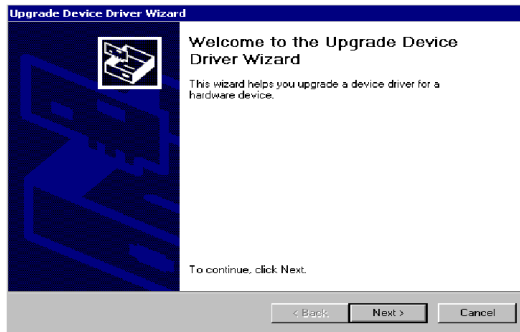 Upgrade Device Driver Wizard
Welcome to the Upgrade Device
Driver Wizard
This wizard helps you upgrade a device driver for a
hardware device.
To continue, click Next.
< Back
Next >
Cancel